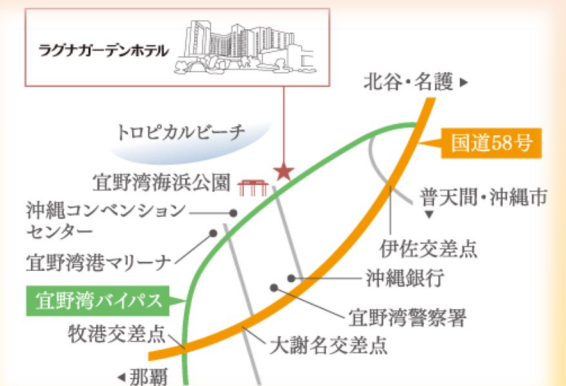 ラグナガーデンホテル
北谷・名護 ▶
トロピカルビーチ
国道58号
宜野湾海浜公園
普天間・沖縄市
▼
沖縄コンベンション
センター
伊佐交差点
宜野湾港マリーナ
沖縄銀行
宜野湾バイパス
宜野湾警察署
牧港交差点
大謝名交差点
◀那覇